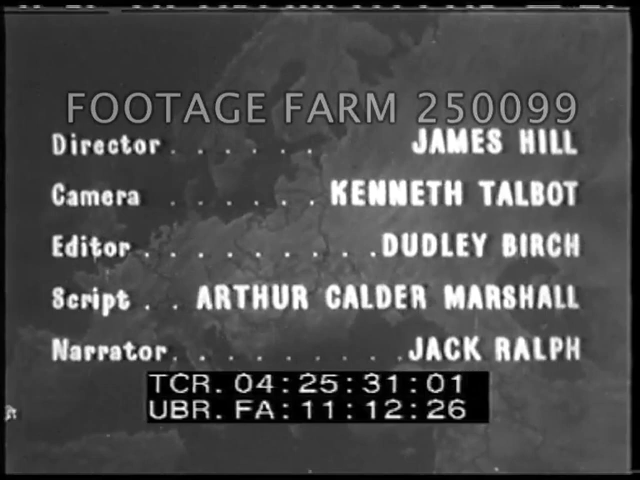 FOOTAGE FARM 250099
Director . . . . . . JAMES HILL
Camera . . . . . . KENNETH TALBOT
Editor . . . . . . . . . DUDLEY BIRCH
Script . . ARTHUR CALDER MARSHALL
Narrator . . . . . . . . . JACK RALPH
TCR. 04:25:31:01
UBR. FA:11:12:26